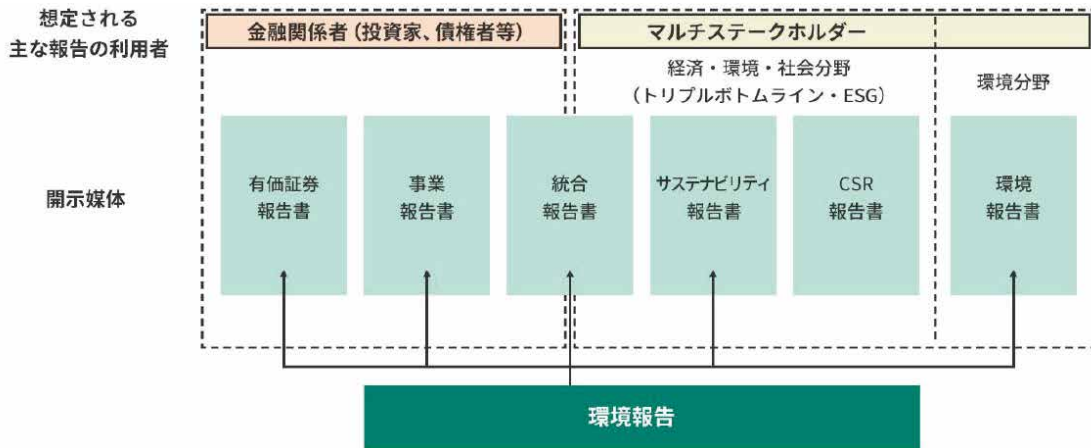 想定される
主な報告の利用者
金融関係者（投資家、債権者等）
マルチステークホルダー
経済・環境・社会分野
（トリプルボトムライン・ESG）
環境分野
開示媒体
有価証券
報告書
事業
報告書
統合
報告書
サステナビリティ
報告書
CSR
報告書
環境
報告書
環境報告